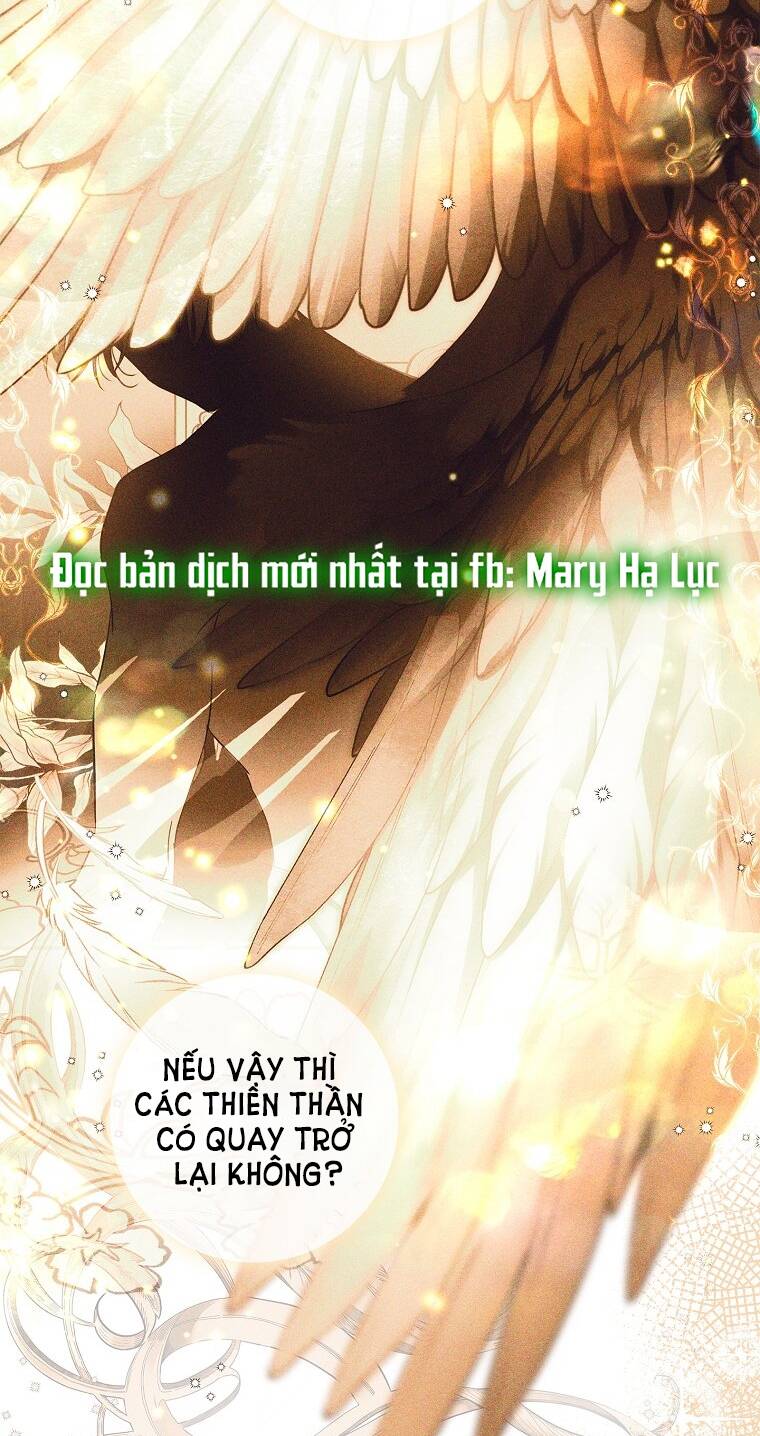 Đọc bản dịch mới nhất tại fb: Mary Hạ Lục
NẾU VẬY THÌ
CÁC THIÊN THẦN
CÓ QUAY TRỞ
LẠI KHÔNG?